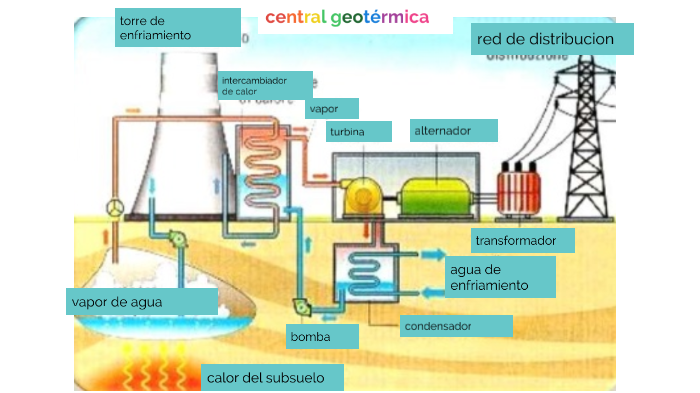 central geotérmica
torre de
enfriamiento
red de distribucion
intercambiador
de calor
vapor
turbina
alternador
transformador
agua de
enfriamiento
vapor de agua
condensador
bomba
calor del subsuelo